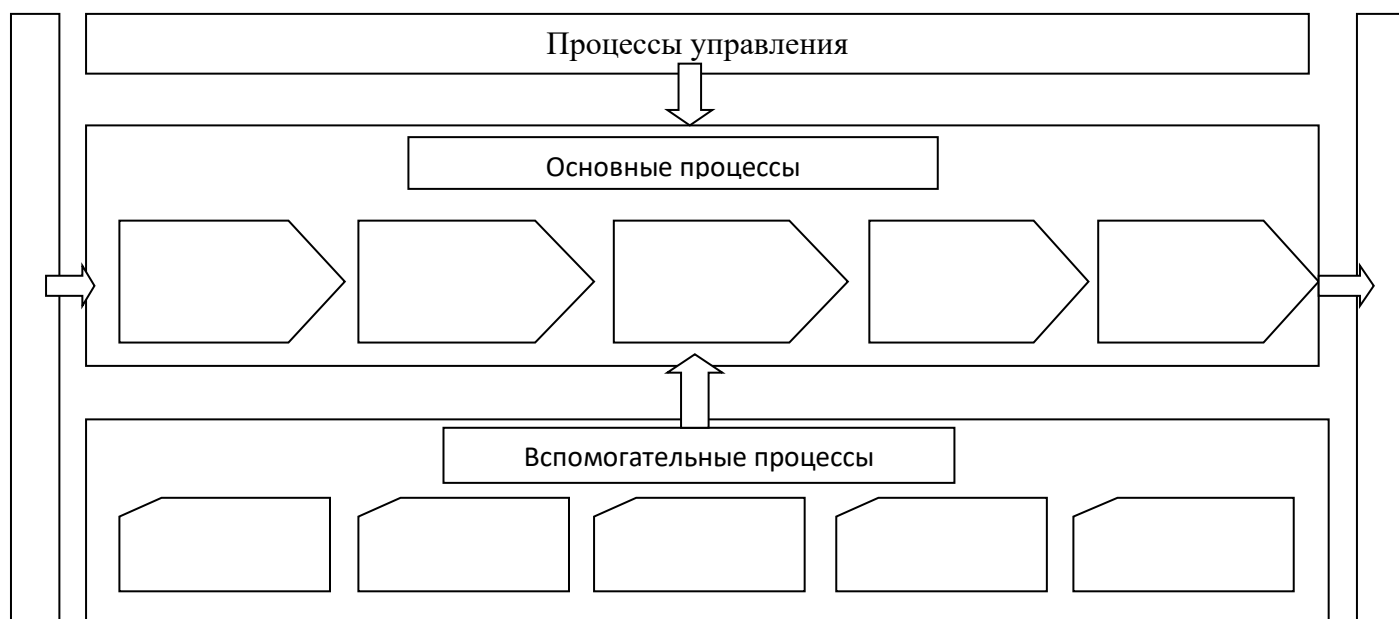 Процессы управления
Основные процессы
Вспомогательные процессы